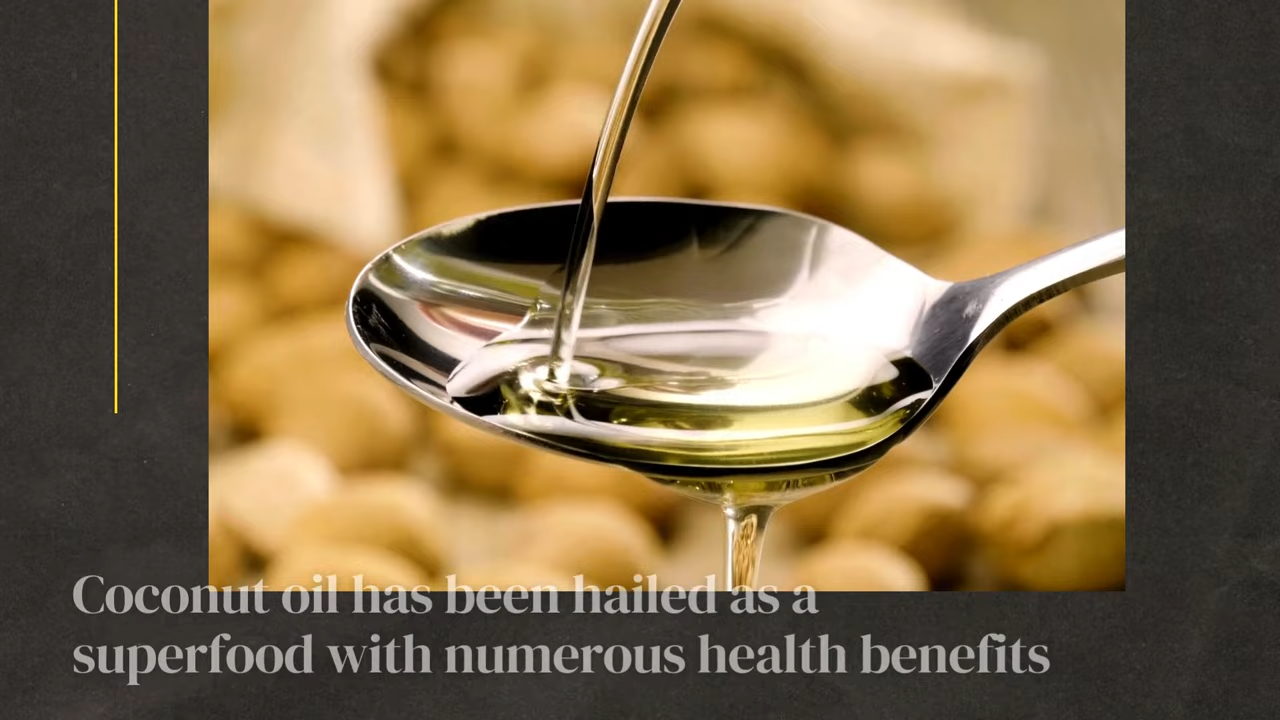 Coconut oil has been hailed as a
superfood with numerous health benefits